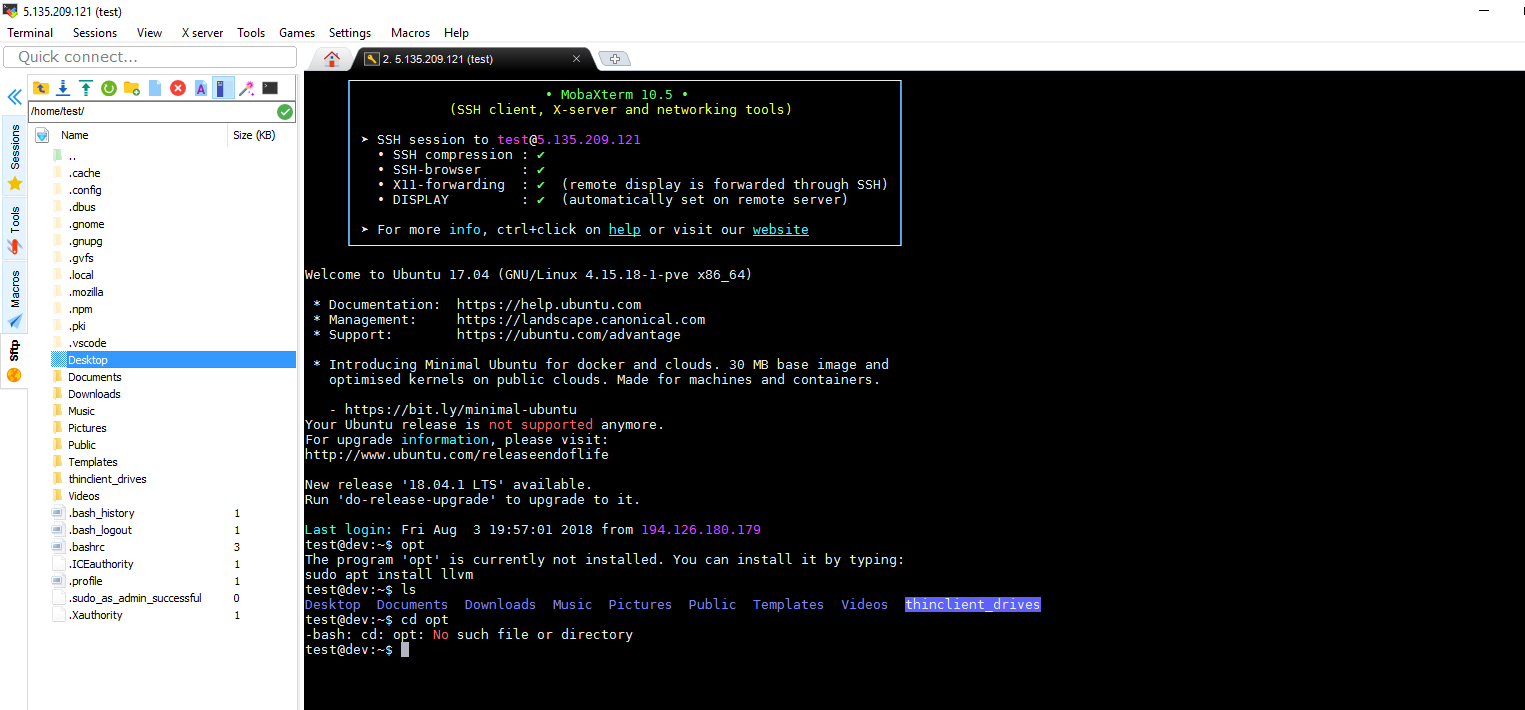 5.135.209.121 (test)
Terminal Sessions View X server Tools Games Settings Macros Help
Quick connect...
2. 5.135.209.121 (test)
/home/test/
Name Size (KB)
..
.cache
.config
.dbus
.gnome
.gnupg
.gvfs
.local
.mozilla
.npm
.pki
.vscode
Desktop
Documents
Downloads
Music
Pictures
Public
Templates
thinclient_drives
Videos
.bash_history 1
.bash_logout 1
.bashrc 3
.ICEauthority 1
.profile 1
.sudo_as_admin_successful 0
.Xauthority 1
Sessions
Tools
Macros
Sftp
• MobaXterm 10.5 •
(SSH client, X-server and networking tools)
➤ SSH session to test@5.135.209.121
• SSH compression : ✔
• SSH-browser : ✔
• X11-forwarding : ✔ (remote display is forwarded through SSH)
• DISPLAY : ✔ (automatically set on remote server)
➤ For more info, ctrl+click on help or visit our website
Welcome to Ubuntu 17.04 (GNU/Linux 4.15.18-1-pve x86_64)
* Documentation: https://help.ubuntu.com
* Management: https://landscape.canonical.com
* Support: https://ubuntu.com/advantage
* Introducing Minimal Ubuntu for docker and clouds. 30 MB base image and
optimised kernels on public clouds. Made for machines and containers.
- https://bit.ly/minimal-ubuntu
Your Ubuntu release is not supported anymore.
For upgrade information, please visit:
http://www.ubuntu.com/releaseendoflife
New release '18.04.1 LTS' available.
Run 'do-release-upgrade' to upgrade to it.
Last login: Fri Aug 3 19:57:01 2018 from 194.126.180.179
test@dev:~$ opt
The program 'opt' is currently not installed. You can install it by typing:
sudo apt install llvm
test@dev:~$ ls
Desktop Documents Downloads Music Pictures Public Templates Videos thinclient_drives
test@dev:~$ cd opt
-bash: cd: opt: No such file or directory
test@dev:~$